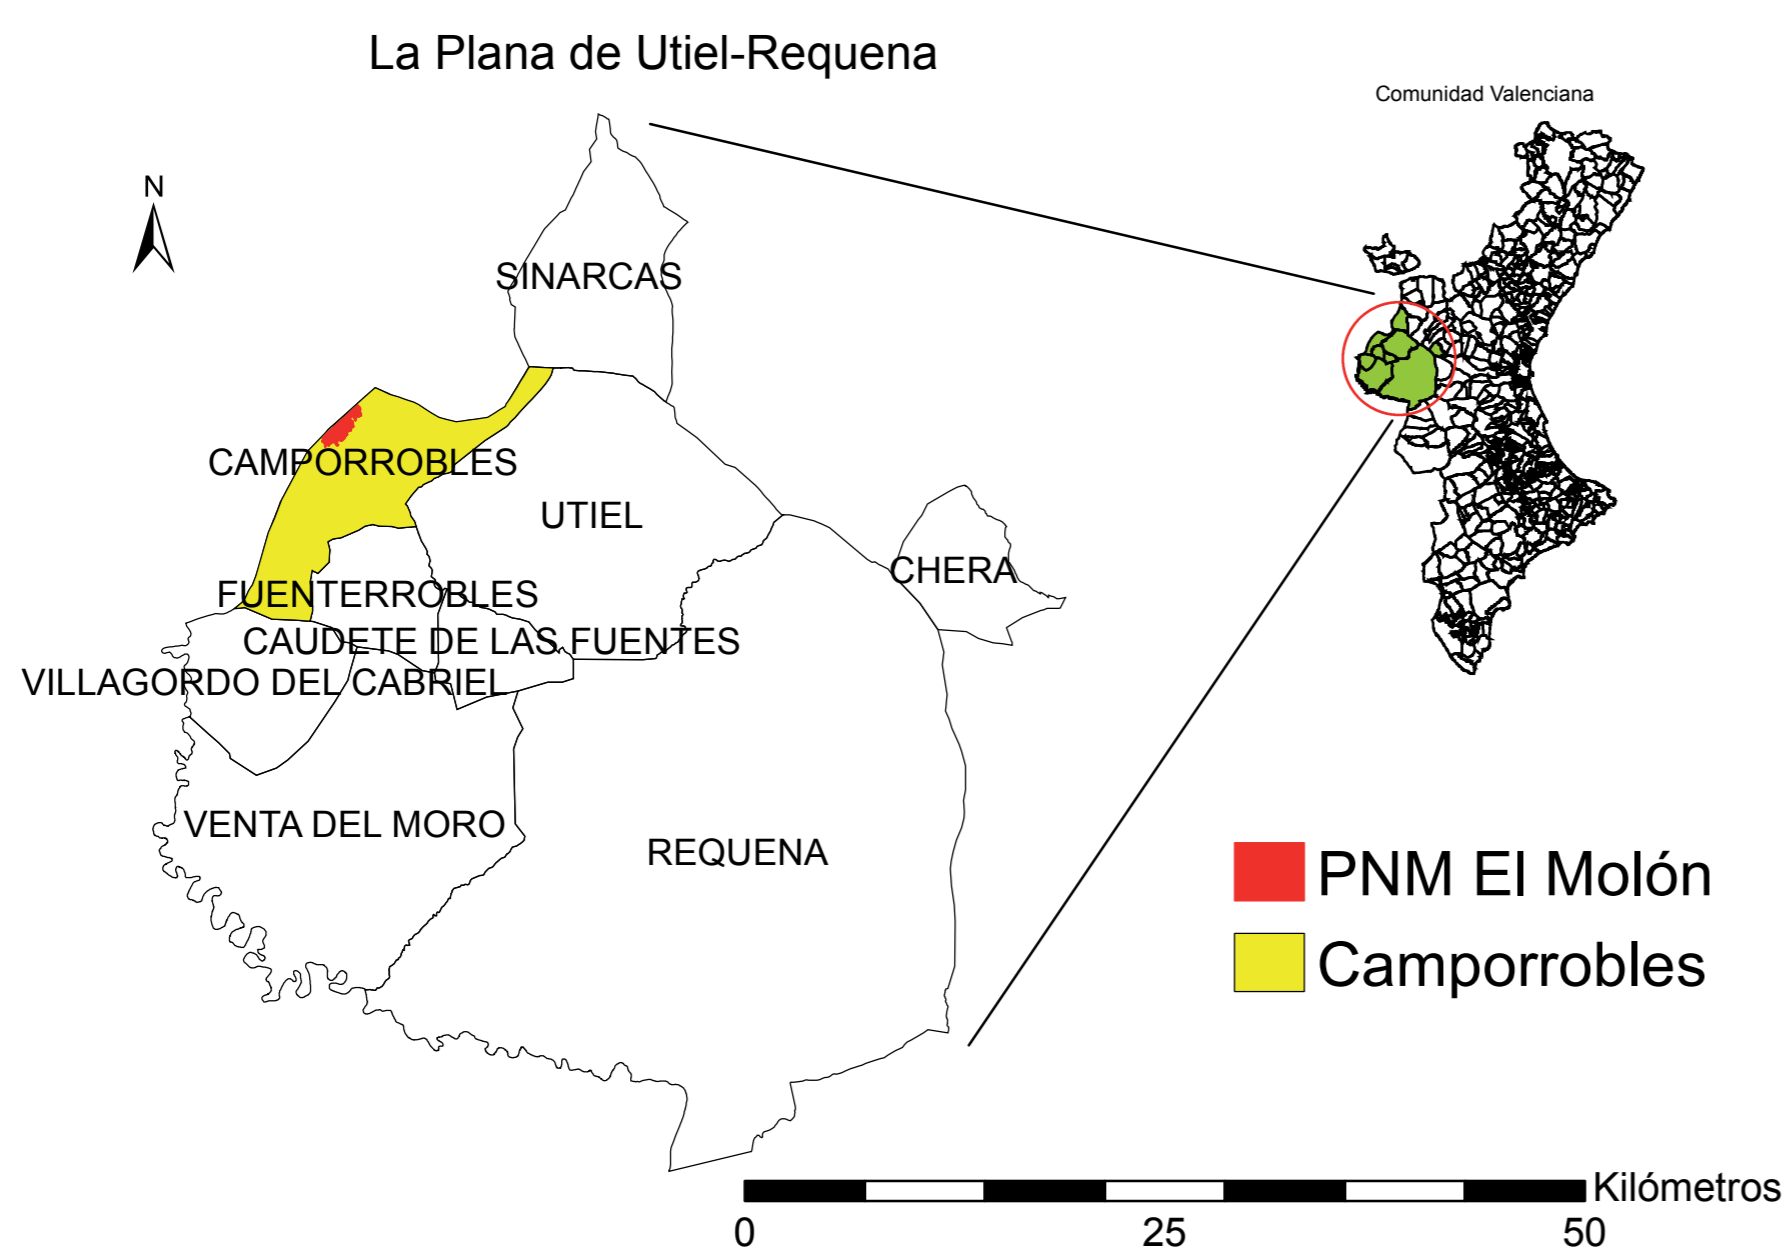 La Plana de Utiel-Requena
Comunidad Valenciana
N
SINARCAS
CAMPORROBLES
UTIEL
CHERA
FUENTERROBLES
CAUDETE DE LAS FUENTES
VILLAGORDO DEL CABRIEL
VENTA DEL MORO
REQUENA
PNM El Molón
Camporrobles
Kilómetros
0 25 50